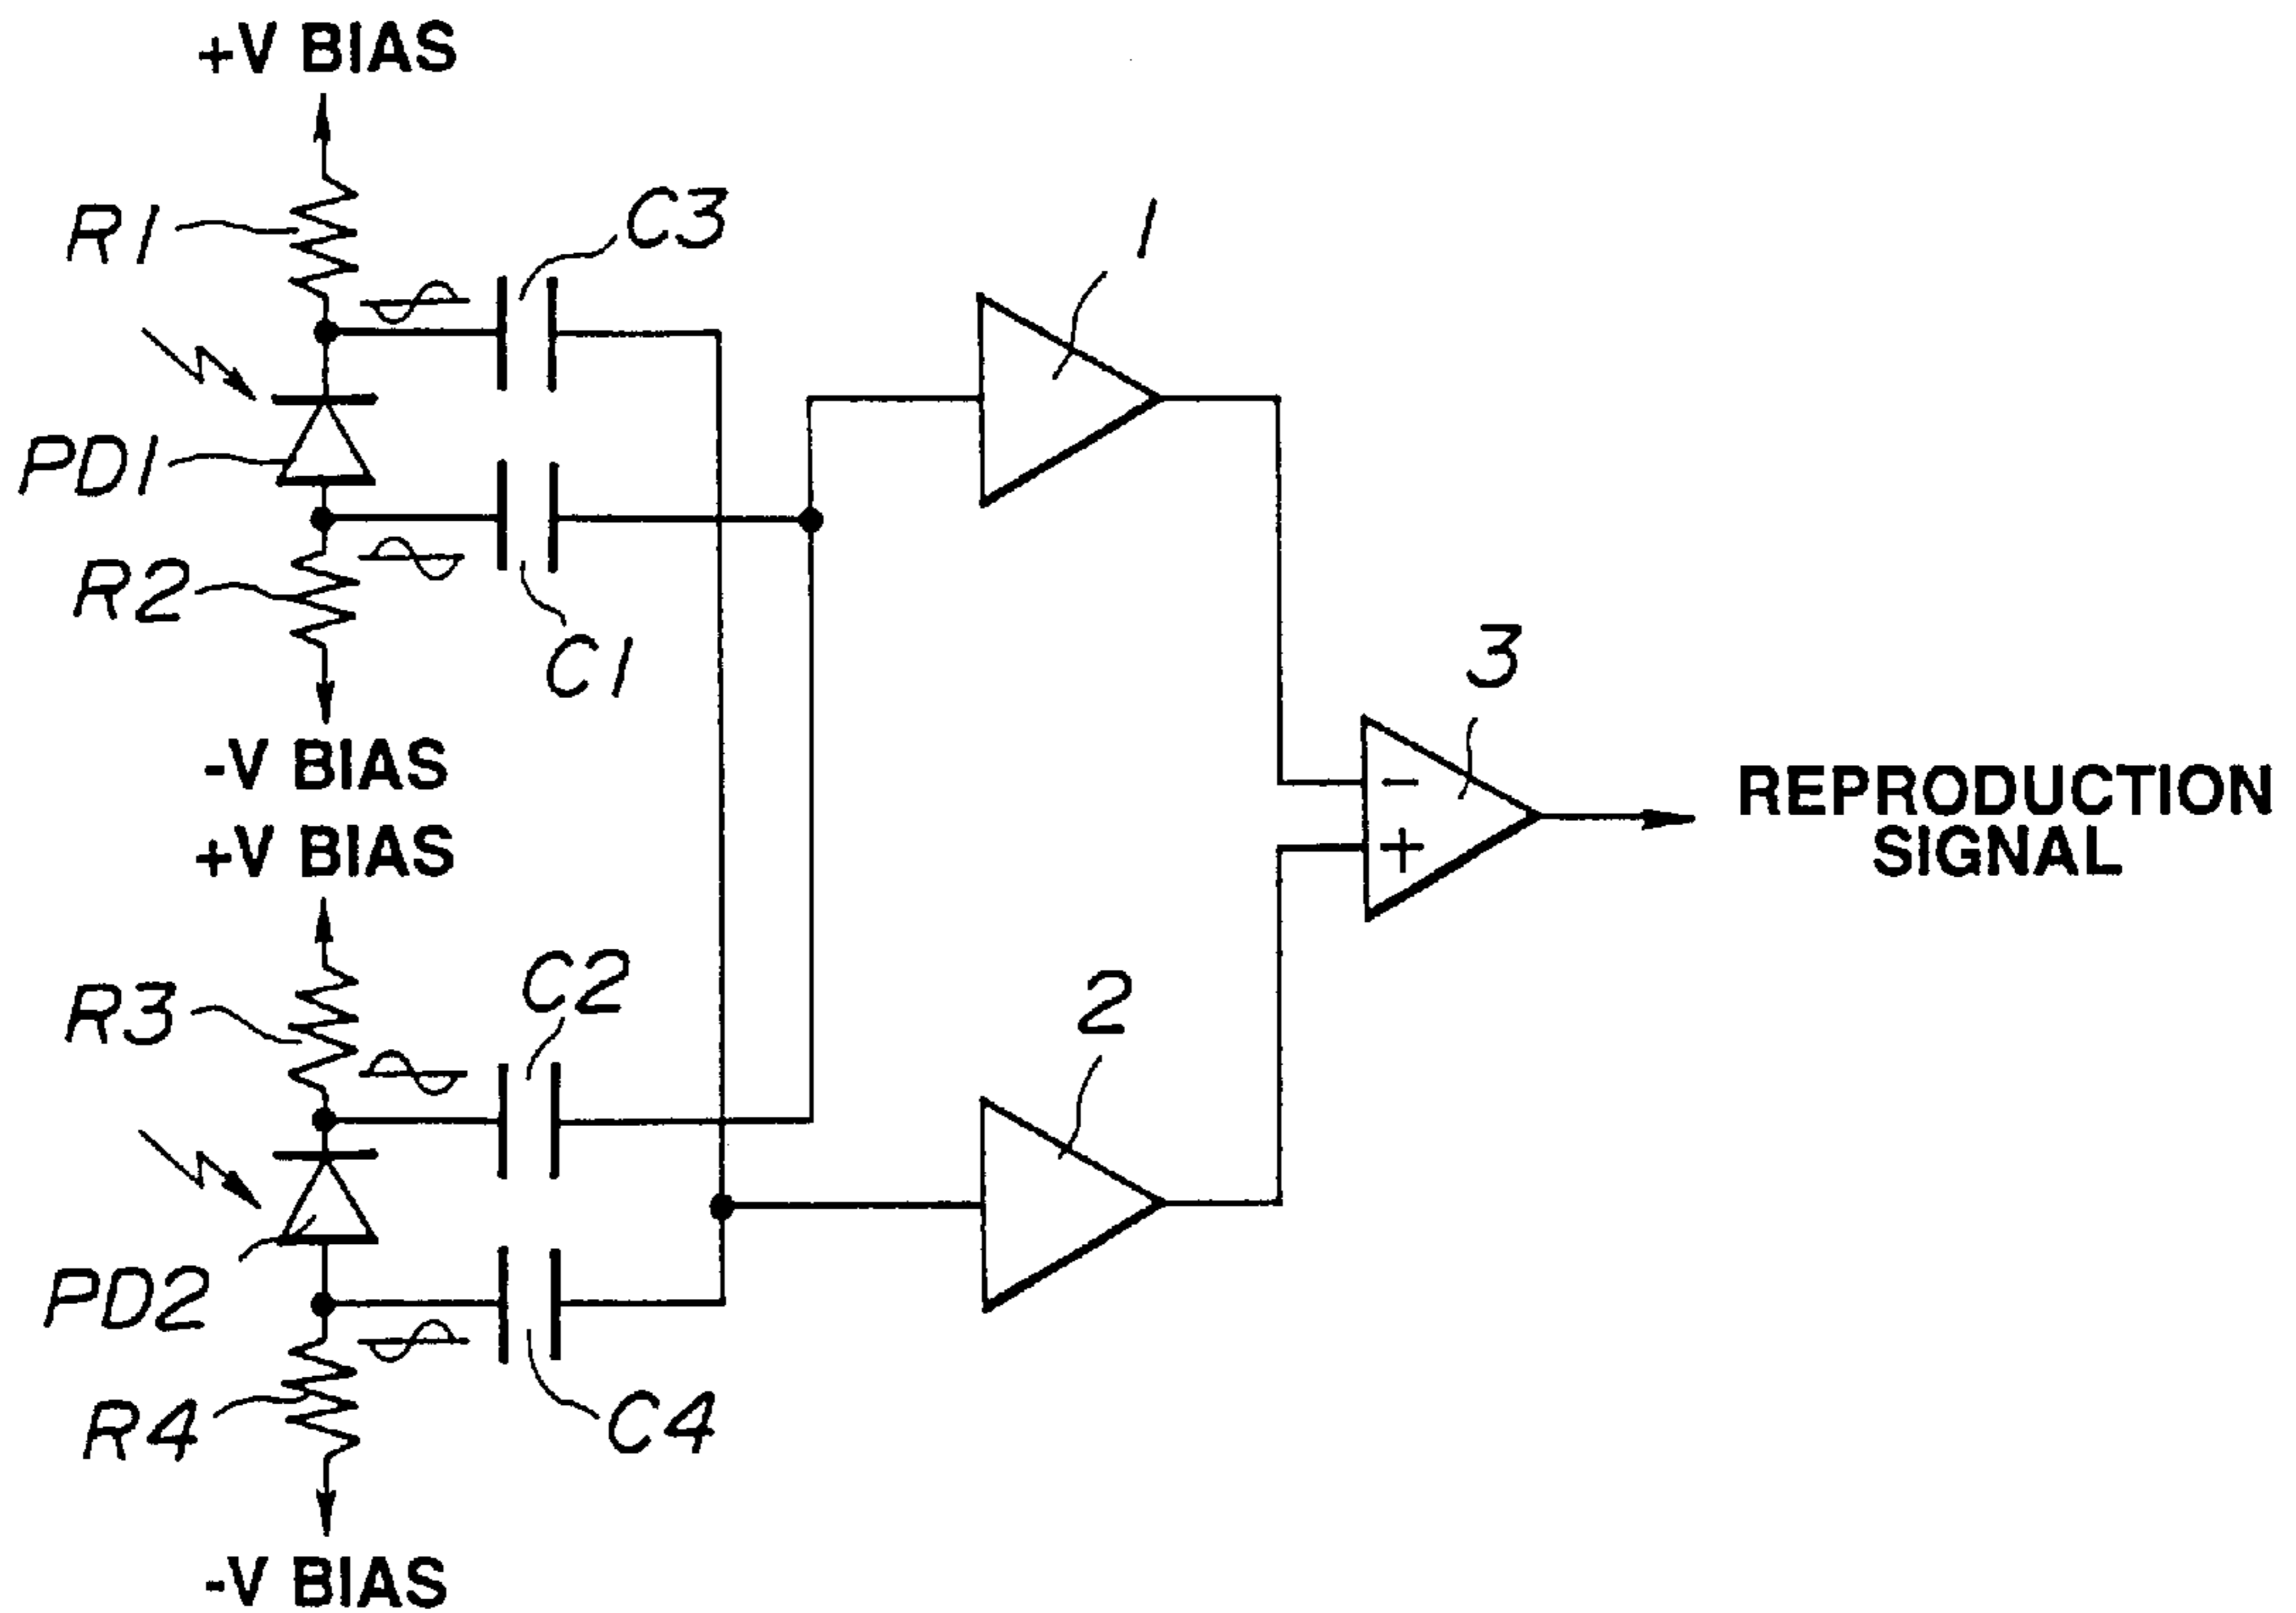 +V BIAS
R1
C3
1
PD1
R2
C1
3
-V BIAS
REPRODUCTION
SIGNAL
-
+
+V BIAS
R3
C2
2
PD2
R4
C4
-V BIAS